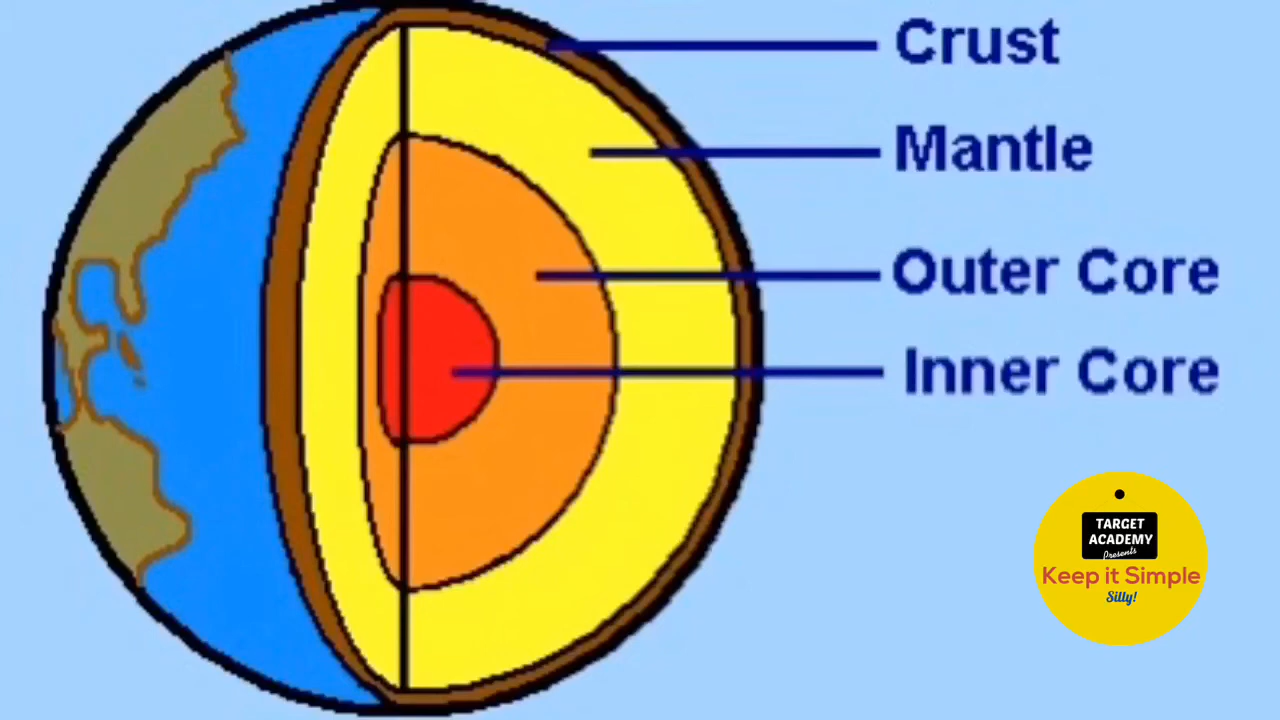 Crust
Mantle
Outer Core
Inner Core
TARGET
ACADEMY
Presents
Keep it Simple
Silly!